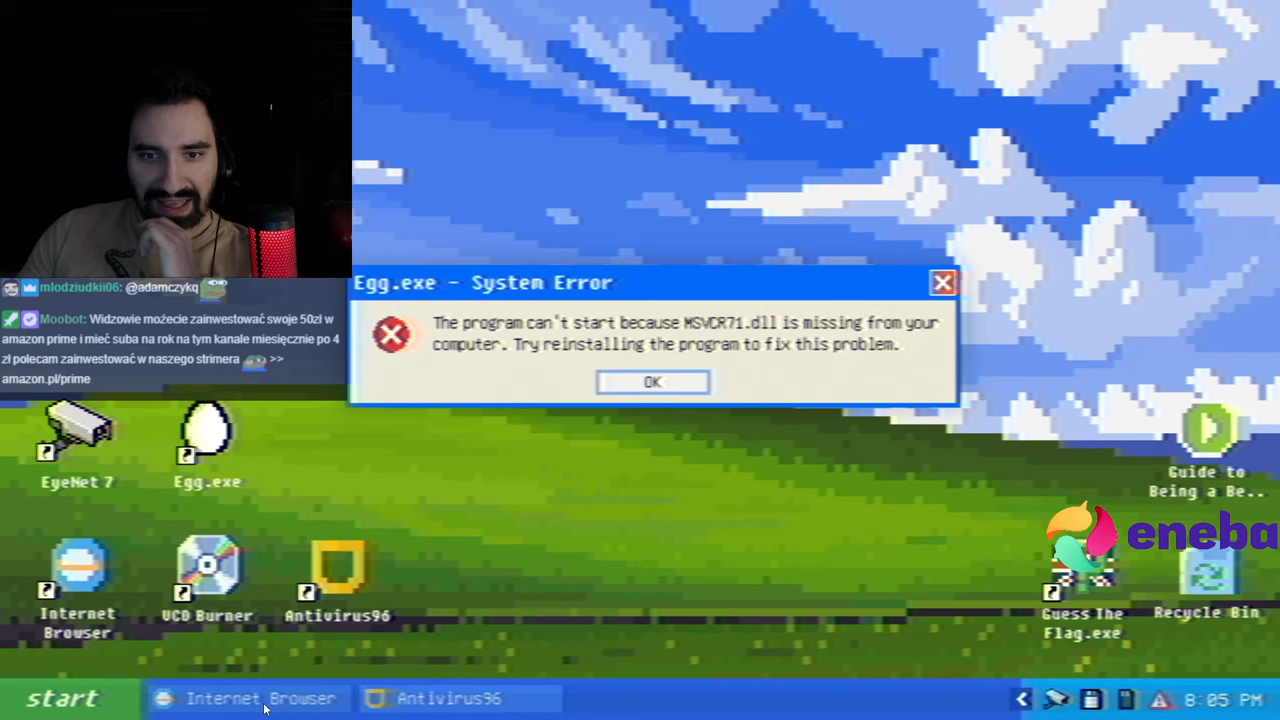 mlodziudkii06: @adamczykq
Moobot: Widzowie możecie zainwestować swoje 50zł w
amazon prime i mieć suba na rok na tym kanale miesięcznie po 4
zł polecam zainwestować w naszego strimera >>
amazon.pl/prime
Egg.exe - System Error
The program can't start because MSVCR71.dll is missing from your
computer. Try reinstalling the program to fix this problem.
OK
EyeNet 7
Egg.exe
Guide to
Being a Be..
eneba
Internet
Browser
VCD Burner
Antivirus96
Guess The
Flag.exe
Recycle Bin
start
Internet Browser
Antivirus96
8:05 PM